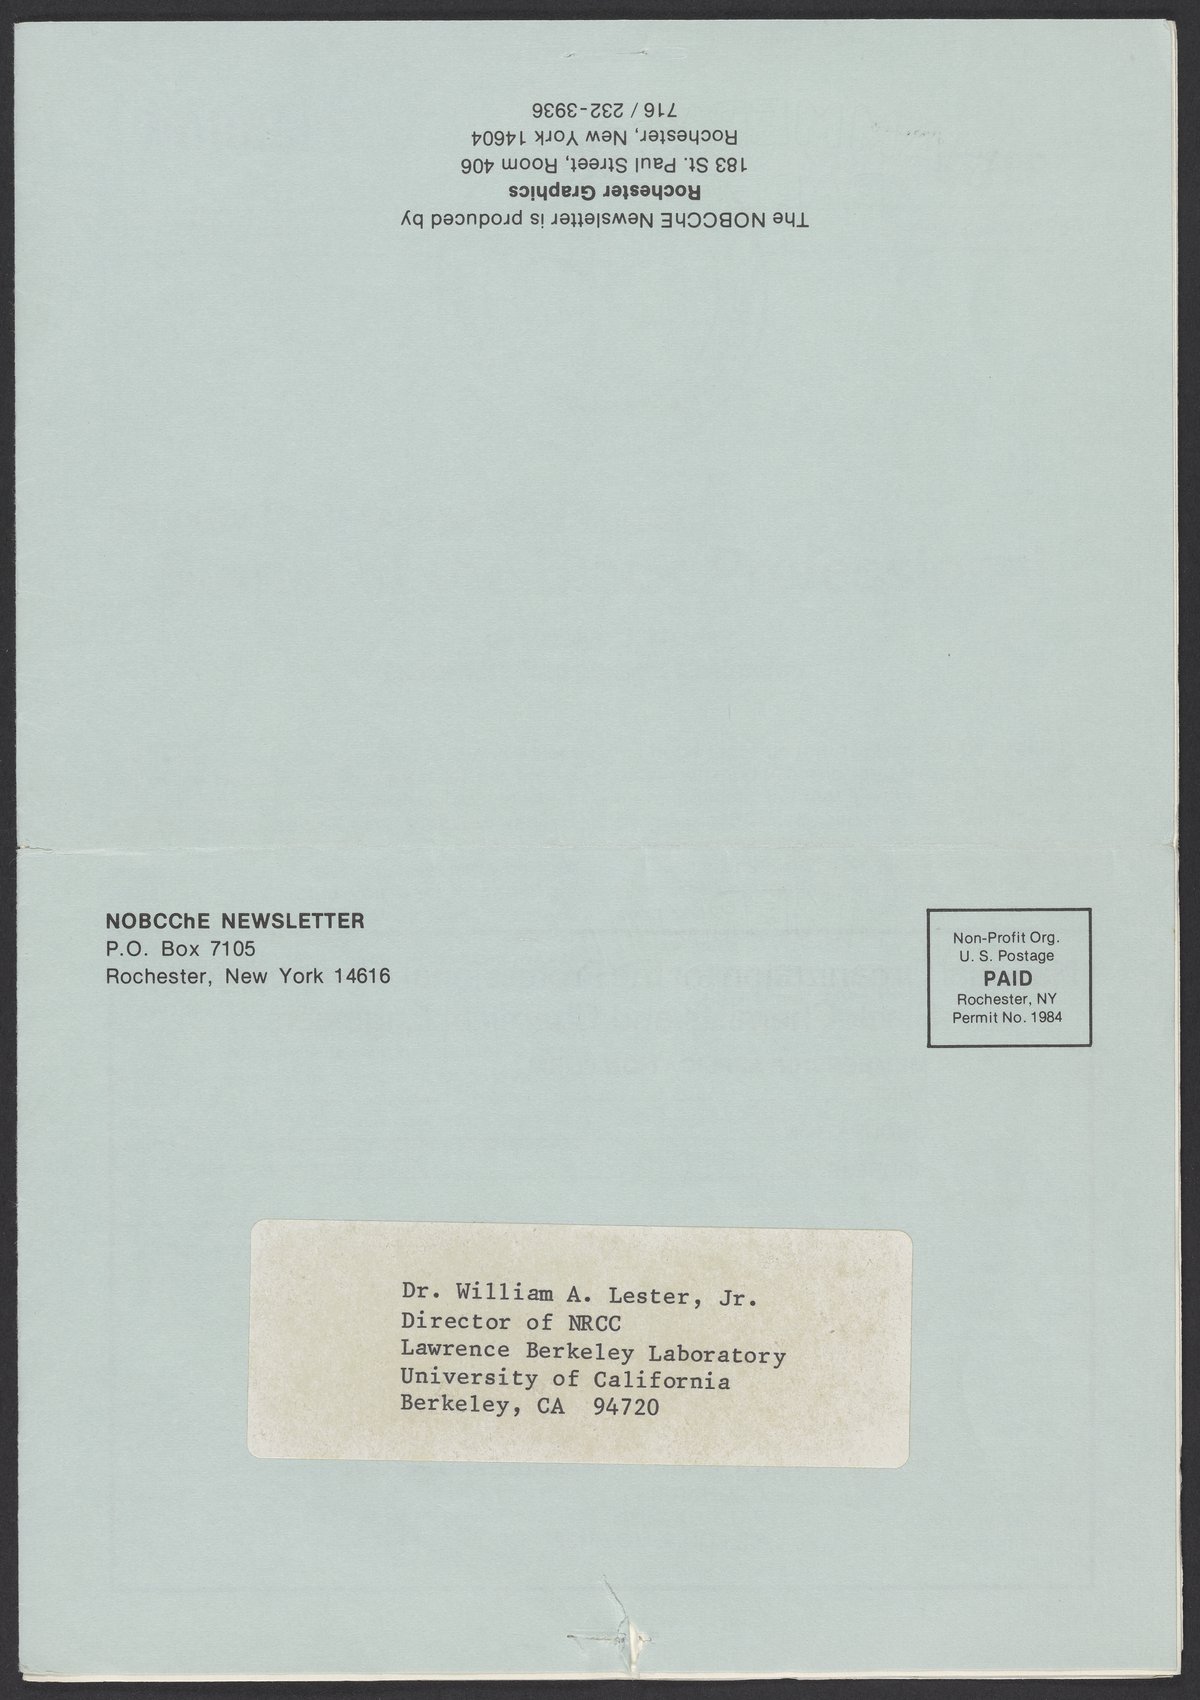 The NOBCChE Newsletter is produced by
Rochester Graphics
183 St. Paul Street, Room 406
Rochester, New York 14604
716 / 232-3936
NOBCChE NEWSLETTER
P.O. Box 7105
Rochester, New York 14616
Non-Profit Org.
U. S. Postage
PAID
Rochester, NY
Permit No. 1984
Dr. William A. Lester, Jr.
Director of NRCC
Lawrence Berkeley Laboratory
University of California
Berkeley, CA 94720